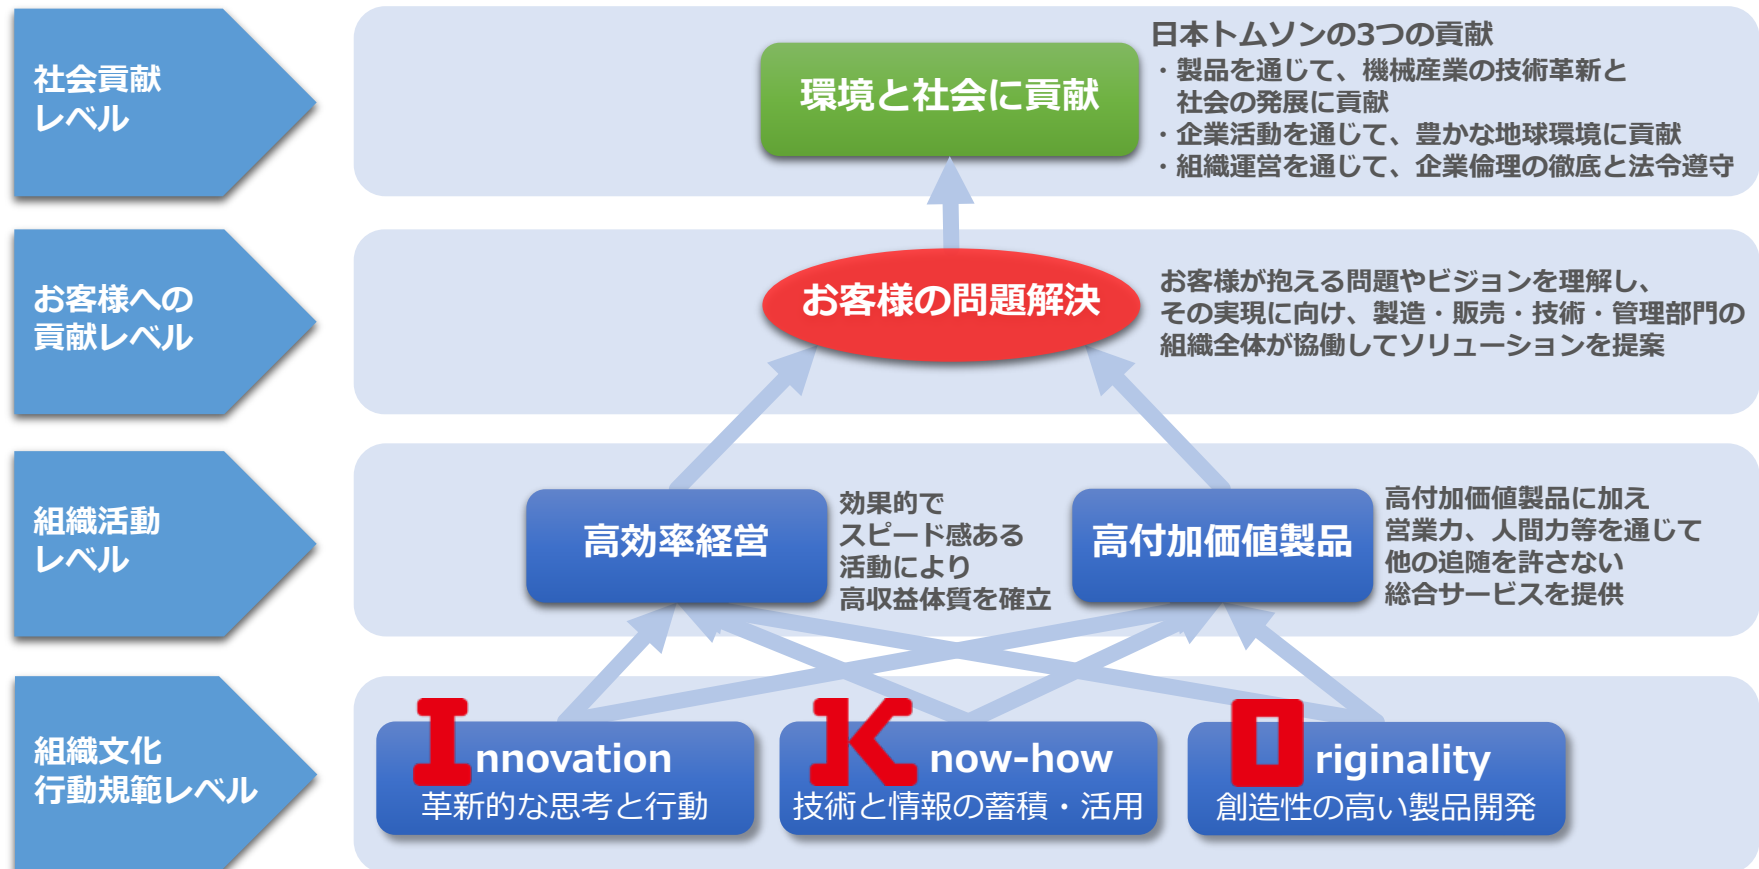 社会貢献
レベル
環境と社会に貢献
日本トムソンの3つの貢献
・製品を通じて、機械産業の技術革新と
社会の発展に貢献
・企業活動を通じて、豊かな地球環境に貢献
・組織運営を通じて、企業倫理の徹底と法令遵守
お客様への
貢献レベル
お客様の問題解決
お客様が抱える問題やビジョンを理解し、
その実現に向け、製造・販売・技術・管理部門の
組織全体が協働してソリューションを提案
組織活動
レベル
高効率経営
効果的で
スピード感ある
活動により
高収益体質を確立
高付加価値製品
高付加価値製品に加え
営業力、人間力等を通じて
他の追随を許さない
総合サービスを提供
組織文化
行動規範レベル
Innovation
革新的な思考と行動
Know-how
技術と情報の蓄積・活用
Originality
創造性の高い製品開発